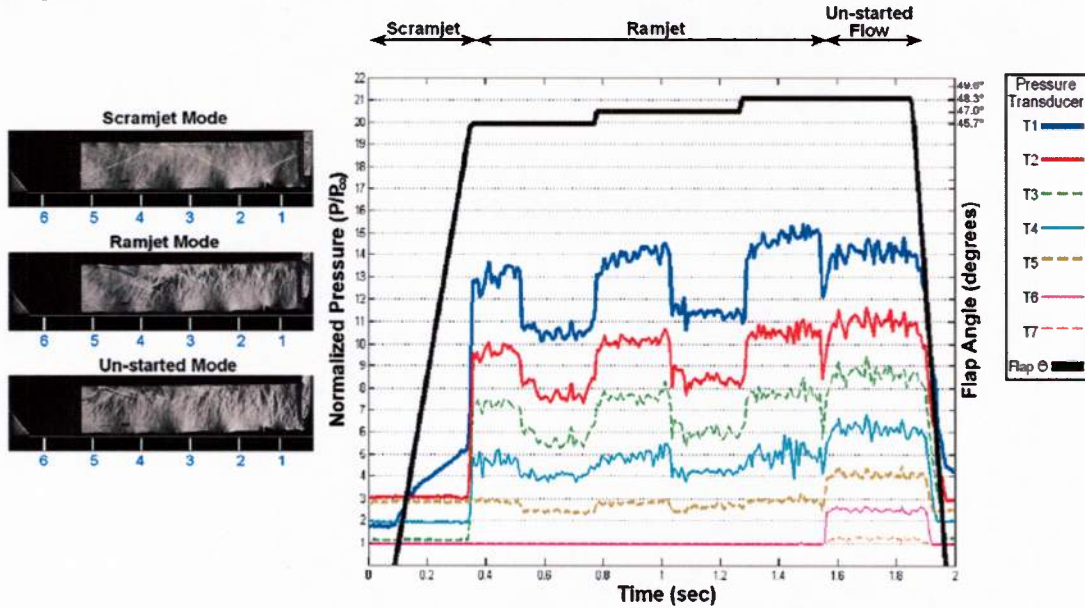 Scramjet
Ramjet
Un-started
Flow
Scramjet Mode
6 5 4 3 2 1
Ramjet Mode
6 5 4 3 2 1
Un-started Mode
6 5 4 3 2 1
Normalized Pressure (P/P∞)
22
21
20
19
18
17
16
15
14
13
12
11
10
9
8
7
6
5
4
3
2
1
0 0.2 0.4 0.6 0.8 1 1.2 1.4 1.6 1.8 2
Time (sec)
49.6°
48.3°
47.0°
45.7°
Flap Angle (degrees)
Pressure
Transducer
T1
T2
T3
T4
T5
T6
T7
Flap Θ